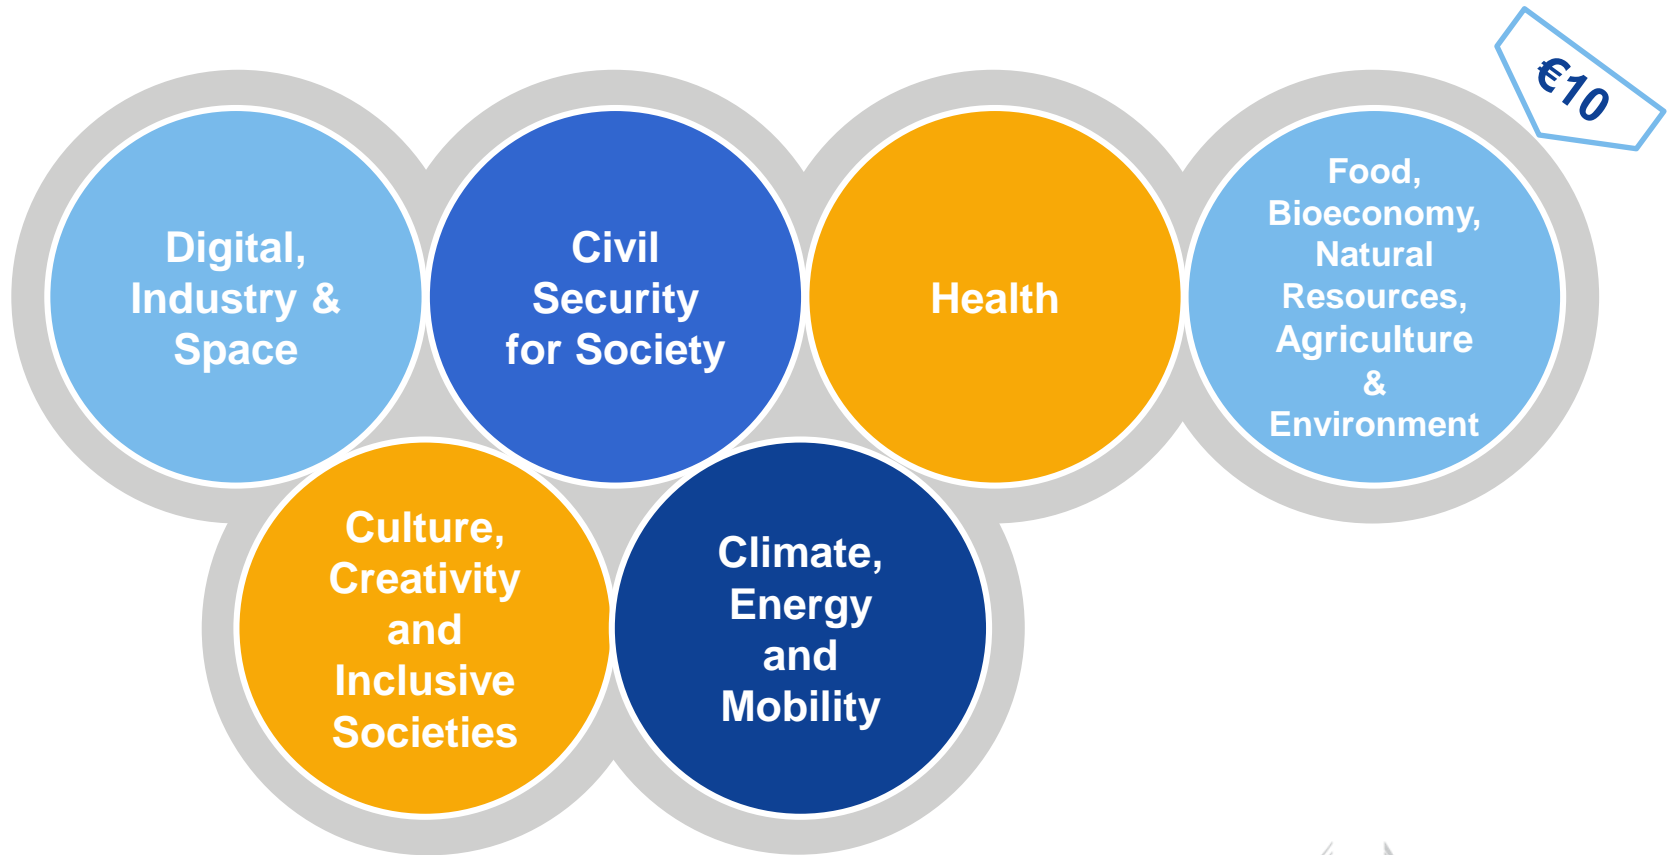 €10
Digital,
Industry &
Space
Civil
Security
for Society
Health
Food,
Bioeconomy,
Natural
Resources,
Agriculture
&
Environment
Culture,
Creativity
and
Inclusive
Societies
Climate,
Energy
and
Mobility